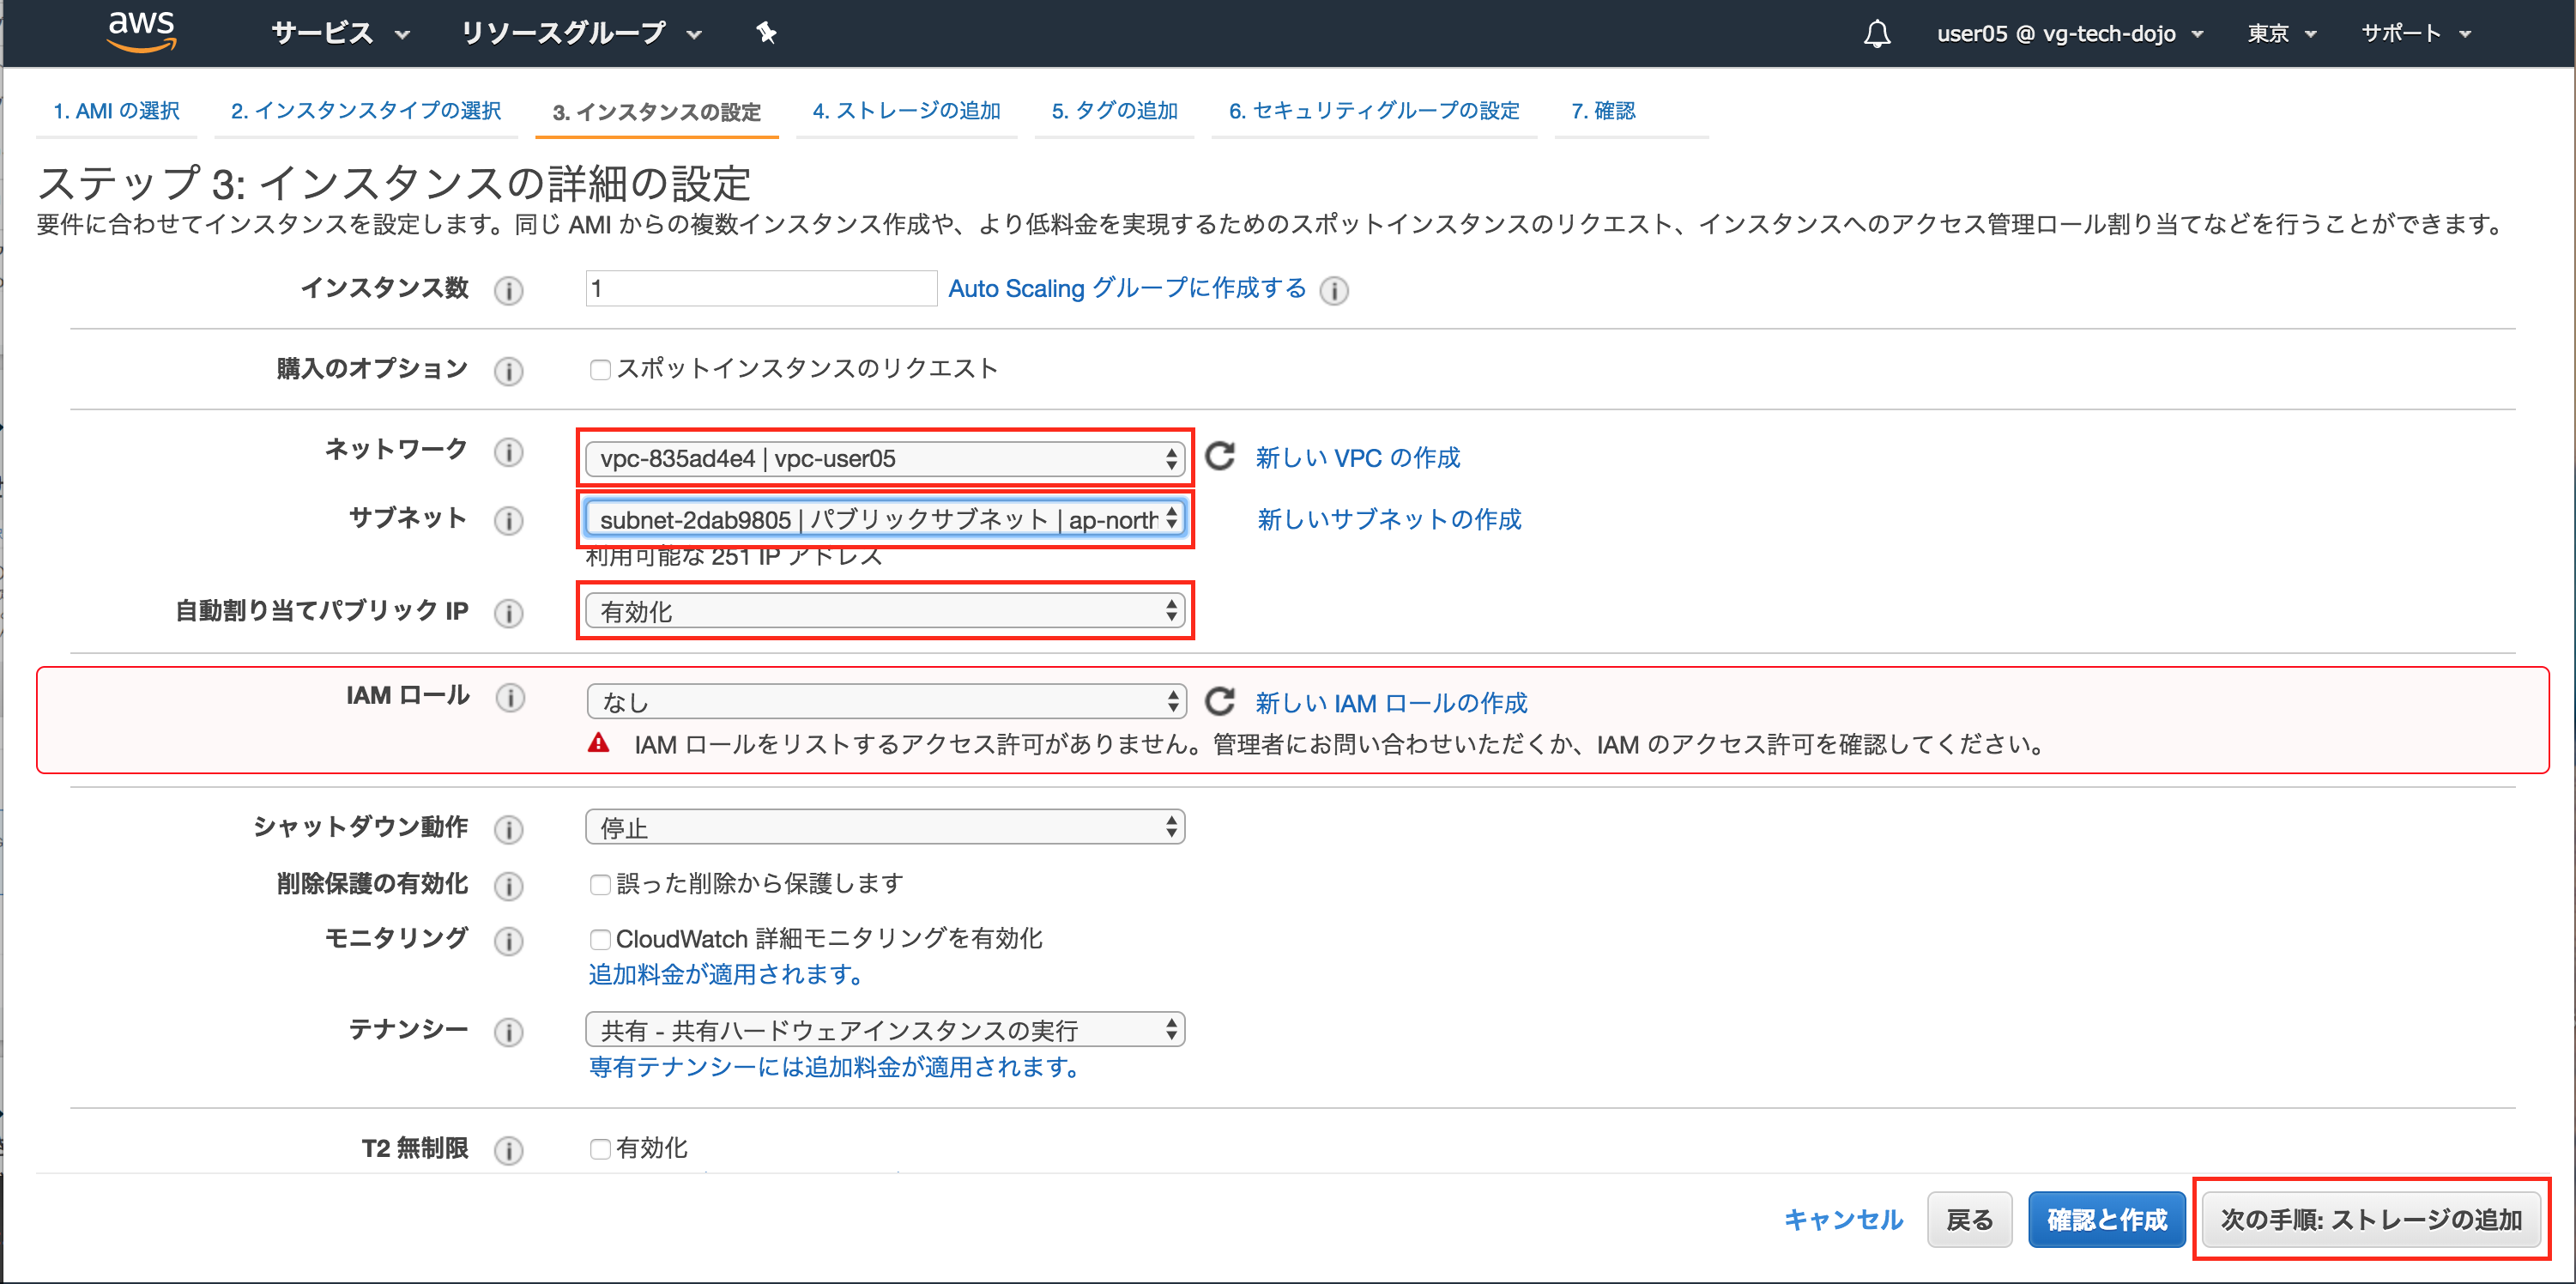 aws サービス リソースグループ user05 @ vg-tech-dojo 東京 サポート
1. AMI の選択 2. インスタンスタイプの選択 3. インスタンスの設定 4. ストレージの追加 5. タグの追加 6. セキュリティグループの設定 7. 確認
ステップ 3: インスタンスの詳細の設定
要件に合わせてインスタンスを設定します。同じ AMI からの複数インスタンス作成や、より低料金を実現するためのスポットインスタンスのリクエスト、インスタンスへのアクセス管理ロール割り当てなどを行うことができます。
インスタンス数 1 Auto Scaling グループに作成する
購入のオプション スポットインスタンスのリクエスト
ネットワーク vpc-835ad4e4 | vpc-user05 新しい VPC の作成
サブネット subnet-2dab9805 | パブリックサブネット | ap-north 新しいサブネットの作成
利用可能な 251 IP アドレス
自動割り当てパブリック IP 有効化
IAM ロール なし 新しい IAM ロールの作成
IAM ロールをリストするアクセス許可がありません。管理者にお問い合わせいただくか、IAM のアクセス許可を確認してください。
シャットダウン動作 停止
削除保護の有効化 誤った削除から保護します
モニタリング CloudWatch 詳細モニタリングを有効化
追加料金が適用されます。
テナンシー 共有 - 共有ハードウェアインスタンスの実行
専有テナンシーには追加料金が適用されます。
T2 無制限 有効化
キャンセル 戻る 確認と作成 次の手順: ストレージの追加